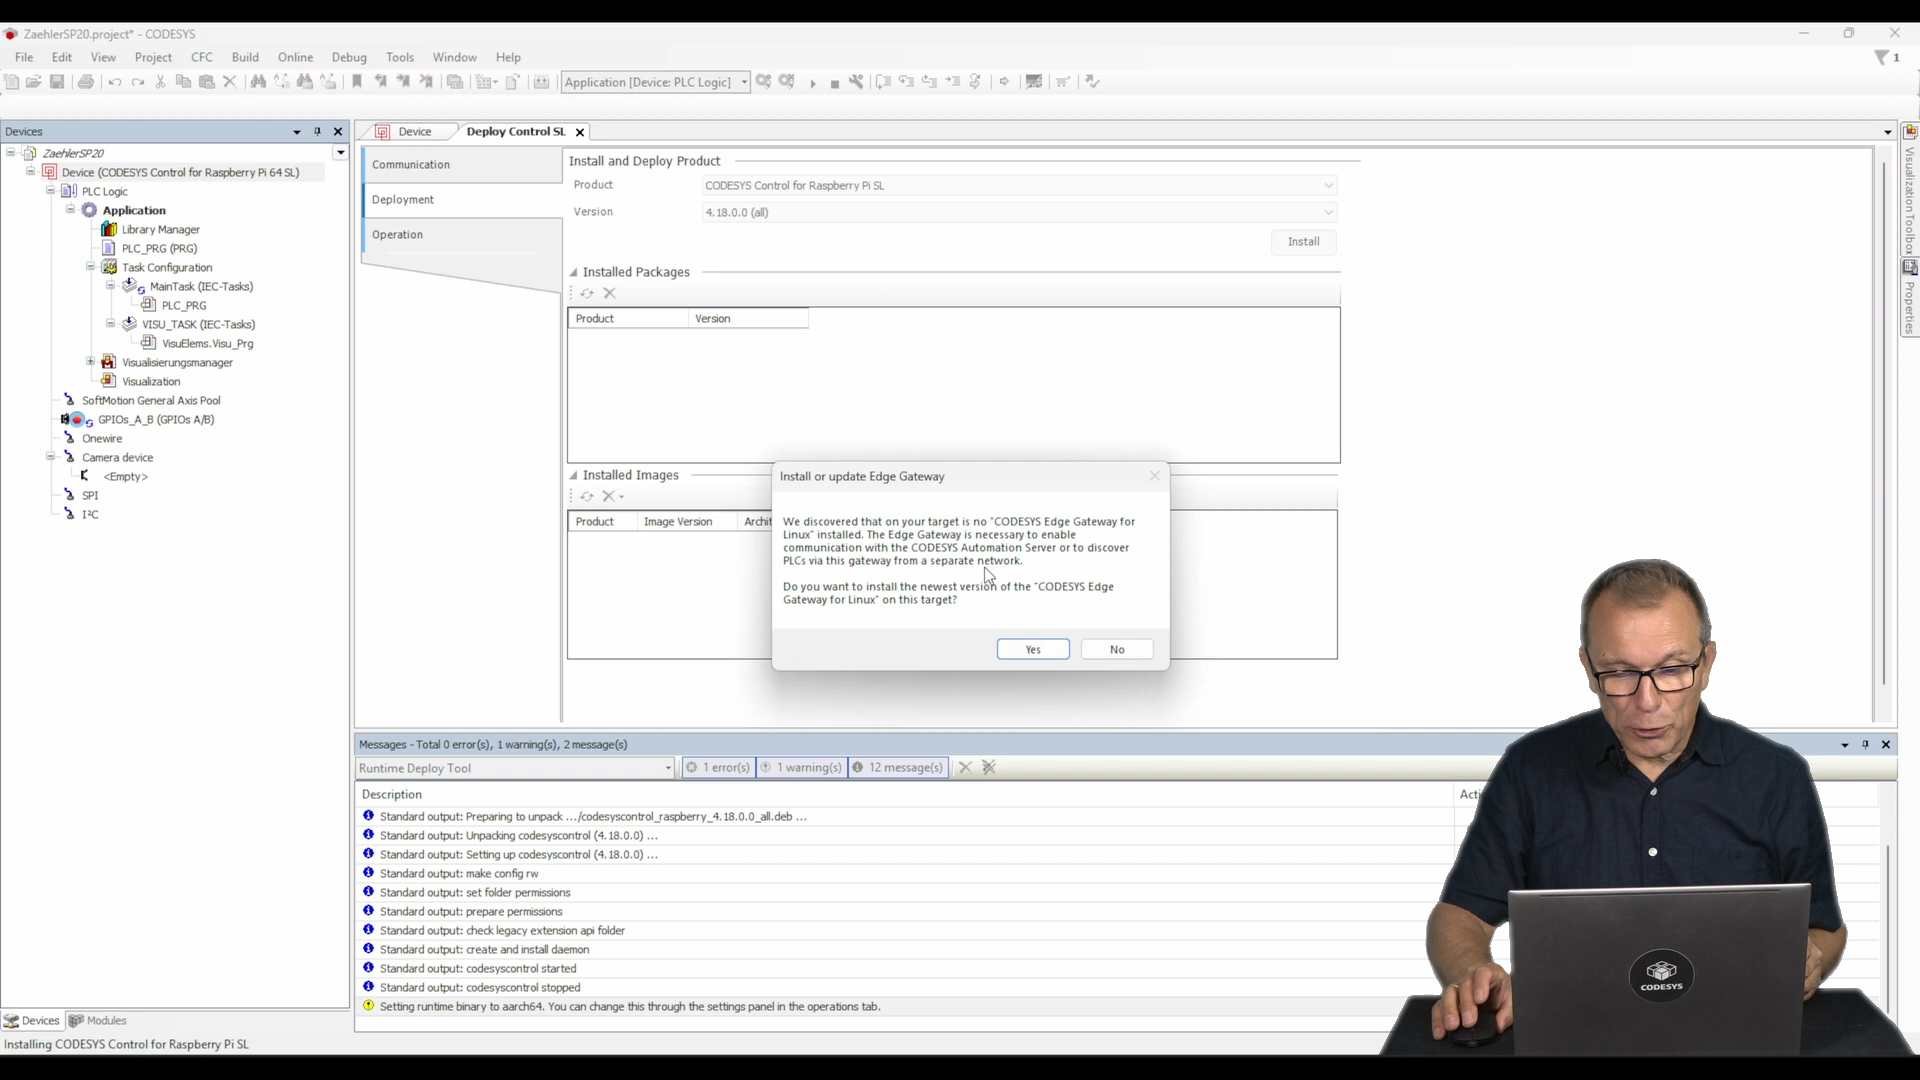 ZaehlerSP20.project* - CODESYS
File Edit View Project CFC Build Online Debug Tools Window Help
1
Application [Device: PLC Logic]
Devices
ZaehlerSP20
Device (CODESYS Control for Raspberry Pi 64 SL)
PLC Logic
Application
Library Manager
PLC_PRG (PRG)
Task Configuration
MainTask (IEC-Tasks)
PLC_PRG
VISU_TASK (IEC-Tasks)
VisuElems.Visu_Prg
Visualisierungsmanager
Visualization
SoftMotion General Axis Pool
GPIOs_A_B (GPIOs A/B)
Onewire
Camera device
<Empty>
SPI
I²C
Devices Modules
Device Deploy Control SL
Communication
Deployment
Operation
Install and Deploy Product
Product CODESYS Control for Raspberry Pi SL
Version 4.18.0.0 (all)
Install
Installed Packages
Product Version
Installed Images
Product Image Version Archit
Install or update Edge Gateway
We discovered that on your target is no "CODESYS Edge Gateway for
Linux" installed. The Edge Gateway is necessary to enable
communication with the CODESYS Automation Server or to discover
PLCs via this gateway from a separate network.
Do you want to install the newest version of the "CODESYS Edge
Gateway for Linux" on this target?
Yes No
Visualization Toolbox
Properties
Messages - Total 0 error(s), 1 warning(s), 2 message(s)
Runtime Deploy Tool 1 error(s) 1 warning(s) 12 message(s)
Description Acti
Standard output: Preparing to unpack .../codesyscontrol_raspberry_4.18.0.0_all.deb ...
Standard output: Unpacking codesyscontrol (4.18.0.0) ...
Standard output: Setting up codesyscontrol (4.18.0.0) ...
Standard output: make config rw
Standard output: set folder permissions
Standard output: prepare permissions
Standard output: check legacy extension api folder
Standard output: create and install daemon
Standard output: codesyscontrol started
Standard output: codesyscontrol stopped
Setting runtime binary to aarch64. You can change this through the settings panel in the operations tab.
Installing CODESYS Control for Raspberry Pi SL
CODESYS